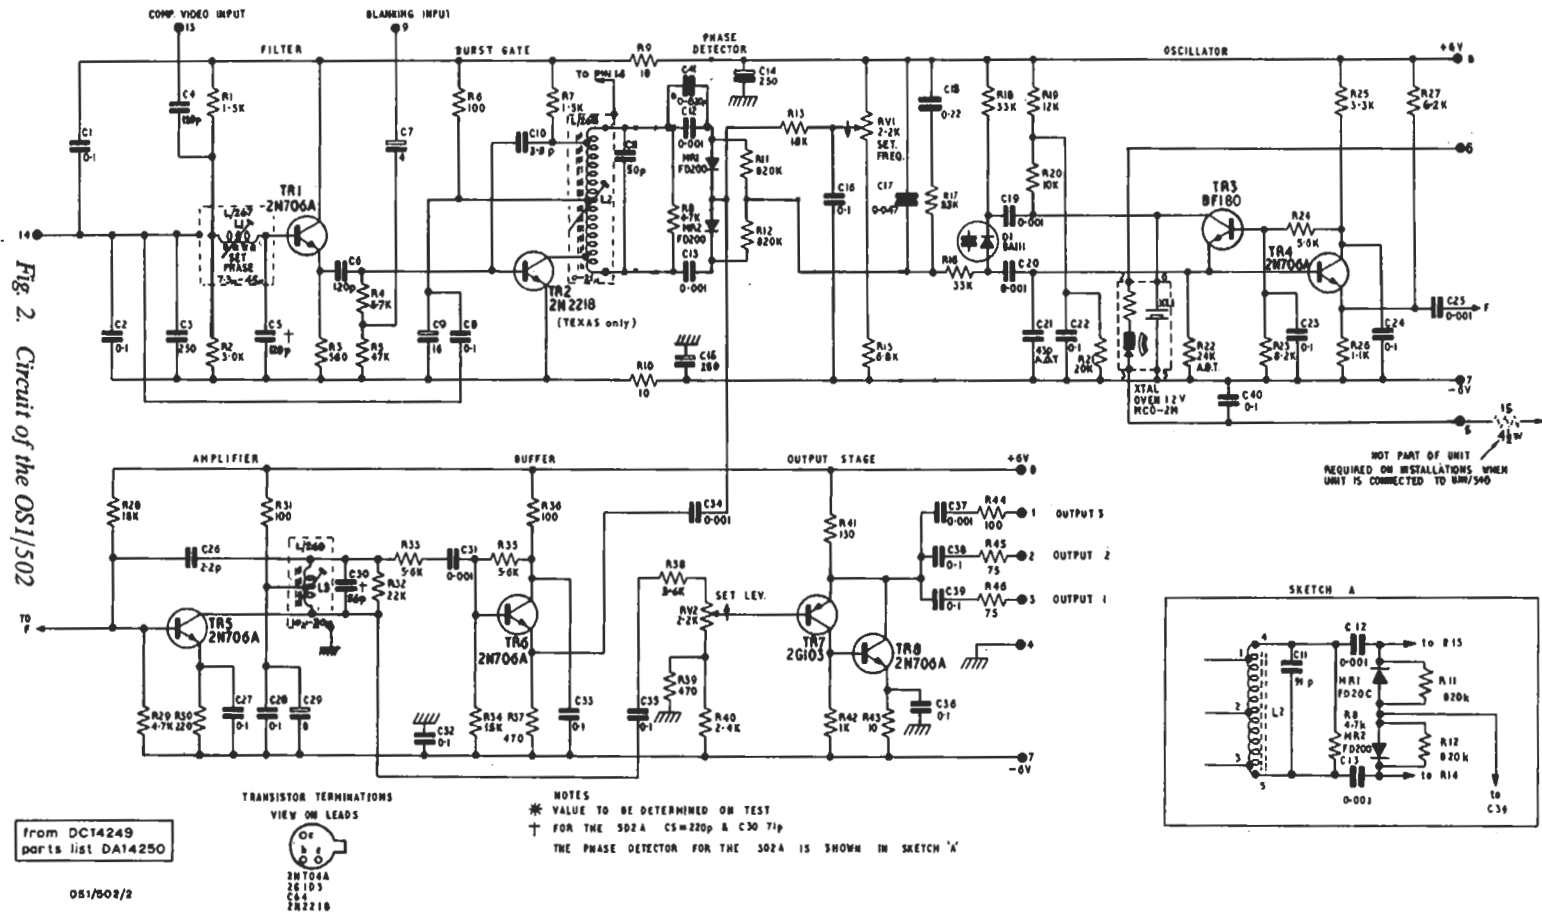 COMP. VIDEO INPUT
13
BLANKING INPUT
9
FILTER
BURST GATE
R9
10
PHASE
DETECTOR
OSCILLATOR
+6V
8
TO PIN 14
C14
250
C4
R1
1·5K
R6
100
R7
1·5K
C12
0·001
C1
0·1
C7
4
C10
R13
18K
RV1
2·2K
SET.
FREQ.
C18
0·22
R18
33K
R19
12K
R25
3·3K
R27
6·2K
6
MR1
FD200
R11
820K
C16
0·1
C17
0·047
R17
R20
10K
TR1
2N706A
L/267
L1
SET
PHASE
L2
R8
4·7K
MR2
FD200
R12
820K
C19
0·001
TR3
BF180
R24
5·6K
14
D1
BA111
TR4
2N706A
C6
120p
R4
TR2
2N2218
(TEXAS only)
C13
0·001
R16
33K
C20
0·001
C25
0·001
F
C2
0·1
C3
250
R2
C5 †
R3
560
R5
47K
C9
16
C8
0·1
R10
10
R15
6·8K
C21
C22
0·1
R21
20K
R22
24K
A.O.T.
R23
8·2K
C23
0·1
R26
1·1K
C24
0·1
7
-6V
XTAL
OVEN 12V
MCO-2M
C40
0·1
15
4½W
NOT PART OF UNIT
REQUIRED ON INSTALLATIONS WHEN
UNIT IS CONNECTED TO
Fig. 2. Circuit of the OS1/502
AMPLIFIER
BUFFER
OUTPUT STAGE
+6V
8
R28
18K
R31
100
R36
100
C34
0·001
R41
130
C37
0·001
R44
100
1 OUTPUT 3
C26
2·2p
L/260
L3
C30
†
R32
22K
R33
5·6K
C31
0·001
R35
5·6K
R38
C38
0·1
R45
75
2 OUTPUT 2
SET LEV.
RV2
2·2K
C39
0·1
R46
75
3 OUTPUT 1
TO
F
TR5
2N706A
TR6
2N706A
TR7
2G103
TR8
2N706A
4
R39
470
R29
4·7K
R30
220
C27
0·1
C28
0·1
C29
C32
0·1
R34
R37
470
C33
0·1
C35
0·1
R40
2·4K
R42
1K
R43
10
C36
0·1
7
-6V
SKETCH A
4
C12
0·001
to R13
1
C11
MR1
R11
820k
2
L2
R8
4·7k
MR2
FD200
R12
820k
3
C13
5
0·001
to R14
to
C34
TRANSISTOR TERMINATIONS
VIEW ON LEADS
c
b e
2N706A
2G103
C64
2N2218
NOTES
✱ VALUE TO BE DETERMINED ON TEST
† FOR THE 502A C5=220p & C30 71p
THE PHASE DETECTOR FOR THE 502A IS SHOWN IN SKETCH 'A'
from DC14249
parts list DA14250
OS1/502/2